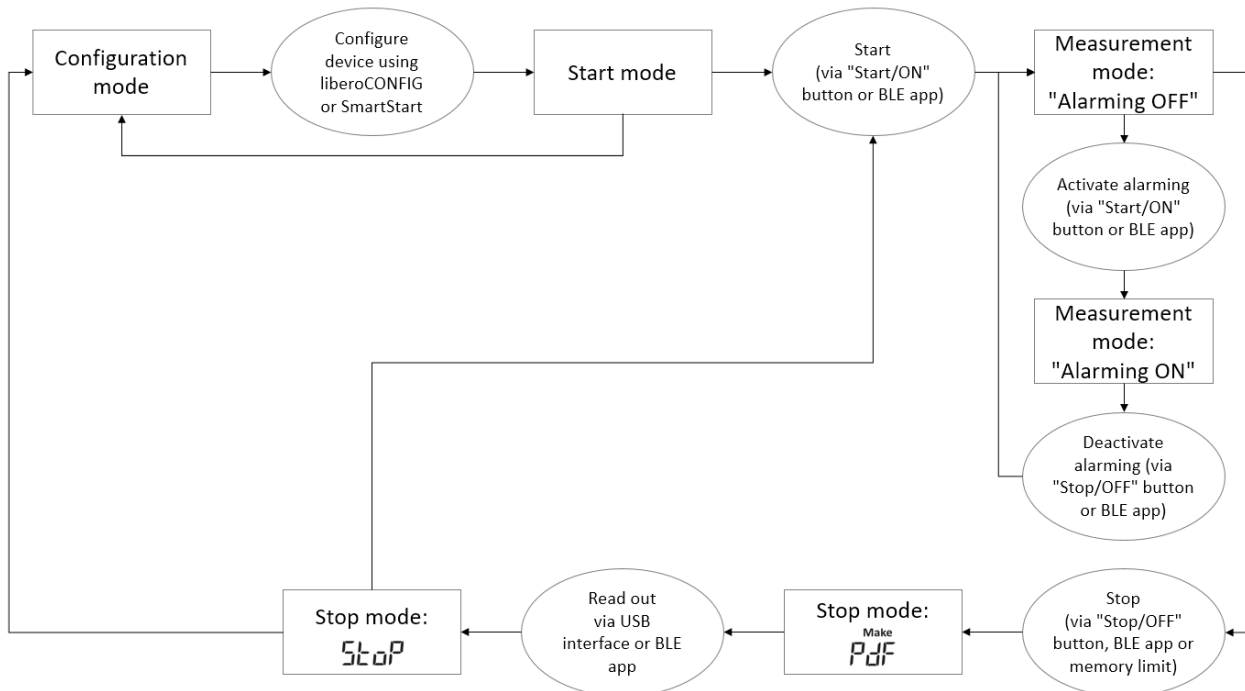 Configuration
mode
Configure
device using
liberoCONFIG
or SmartStart
Start mode
Start
(via "Start/ON"
button or BLE app)
Measurement
mode:
"Alarming OFF"
Activate alarming
(via "Start/ON"
button or BLE app)
Measurement
mode:
"Alarming ON"
Deactivate
alarming (via
"Stop/OFF" button
or BLE app)
Stop
(via "Stop/OFF"
button, BLE app or
memory limit)
Stop mode:
Make
PdF
Read out
via USB
interface or BLE
app
Stop mode:
StoP